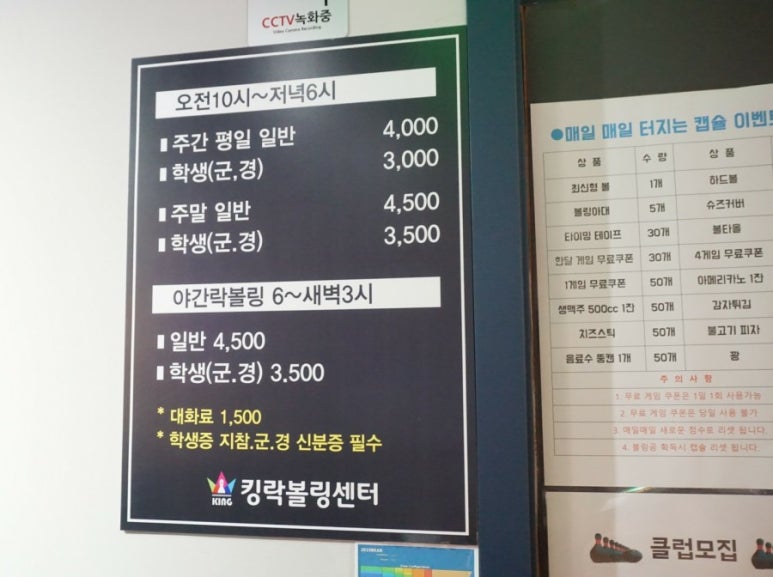 CCTV녹화중
Video Camera Recording
오전10시~저녁6시
주간 평일 일반 4,000
학생(군,경) 3,000
주말 일반 4,500
학생(군.경) 3,500
야간락볼링 6~새벽3시
일반 4,500
학생(군.경) 3.500
* 대화료 1,500
* 학생증 지참.군.경 신분증 필수
KING 킹락볼링센터
●매일 매일 터지는 캡슐 이벤트
상 품 수 량 상 품
최신형 볼 1개 하드볼
볼링아대 5개 슈즈커버
타이밍 테이프 30개 볼타올
한달 게임 무료쿠폰 30개 4게임 무료쿠폰
1게임 무료쿠폰 50개 아메리카노 1잔
생맥주 500cc 1잔 50개 감자튀김
치즈스틱 50개 불고기 피자
음료수 뚱캔 1개 50개 꽝
주 의 사 항
1. 무료 게임 쿠폰은 1일 1회 사용가능
2. 무료 게임 쿠폰은 당일 사용 불가
3. 매일매일 새로운 점수로 리셋 됩니다.
4. 볼링공 획득시 캡슐 리셋 됩니다.
클럽모집